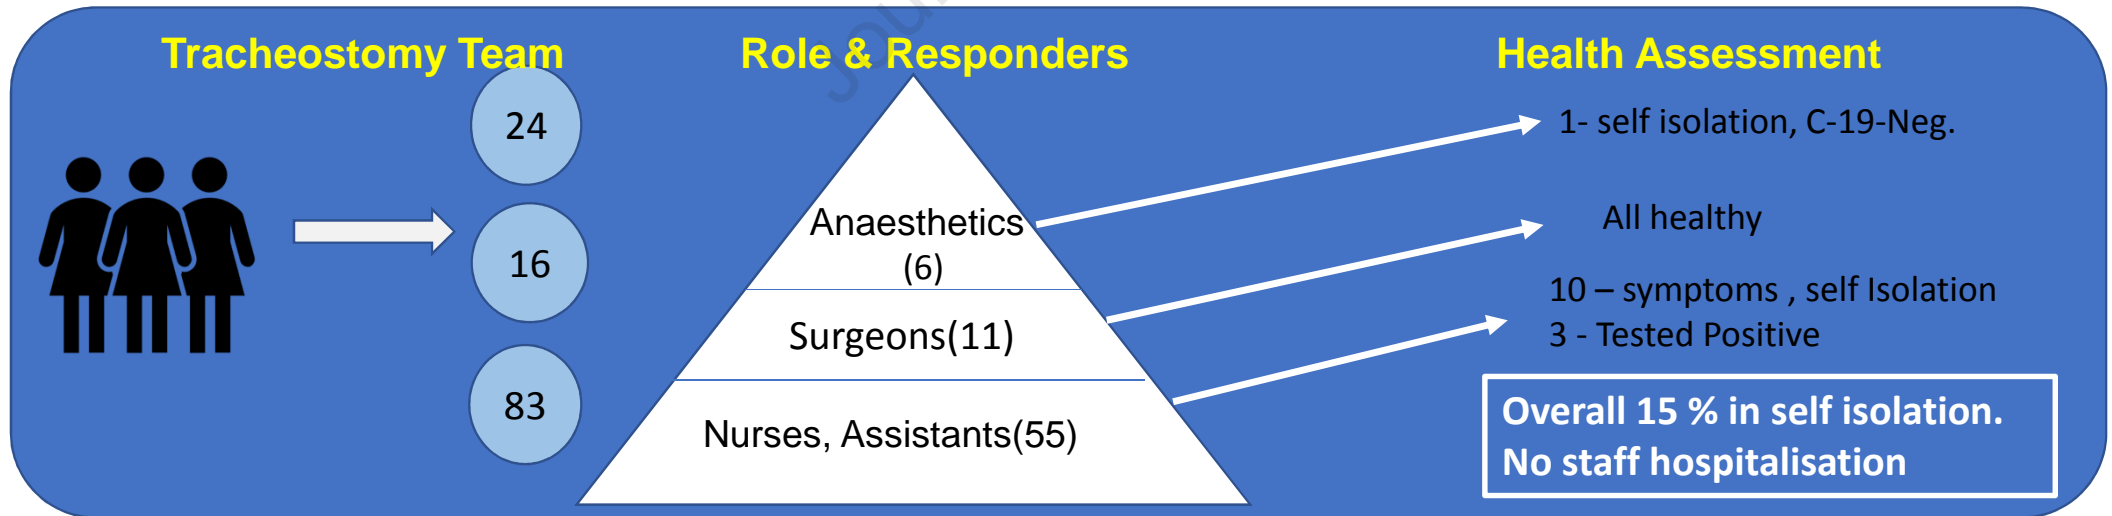 Tracheostomy Team
24
16
83
Role & Responders
Anaesthetics
(6)
Surgeons(11)
Nurses, Assistants(55)
Health Assessment
1- self isolation, C-19-Neg.
All healthy
10 – symptoms , self Isolation
3 - Tested Positive
Overall 15 % in self isolation.
No staff hospitalisation